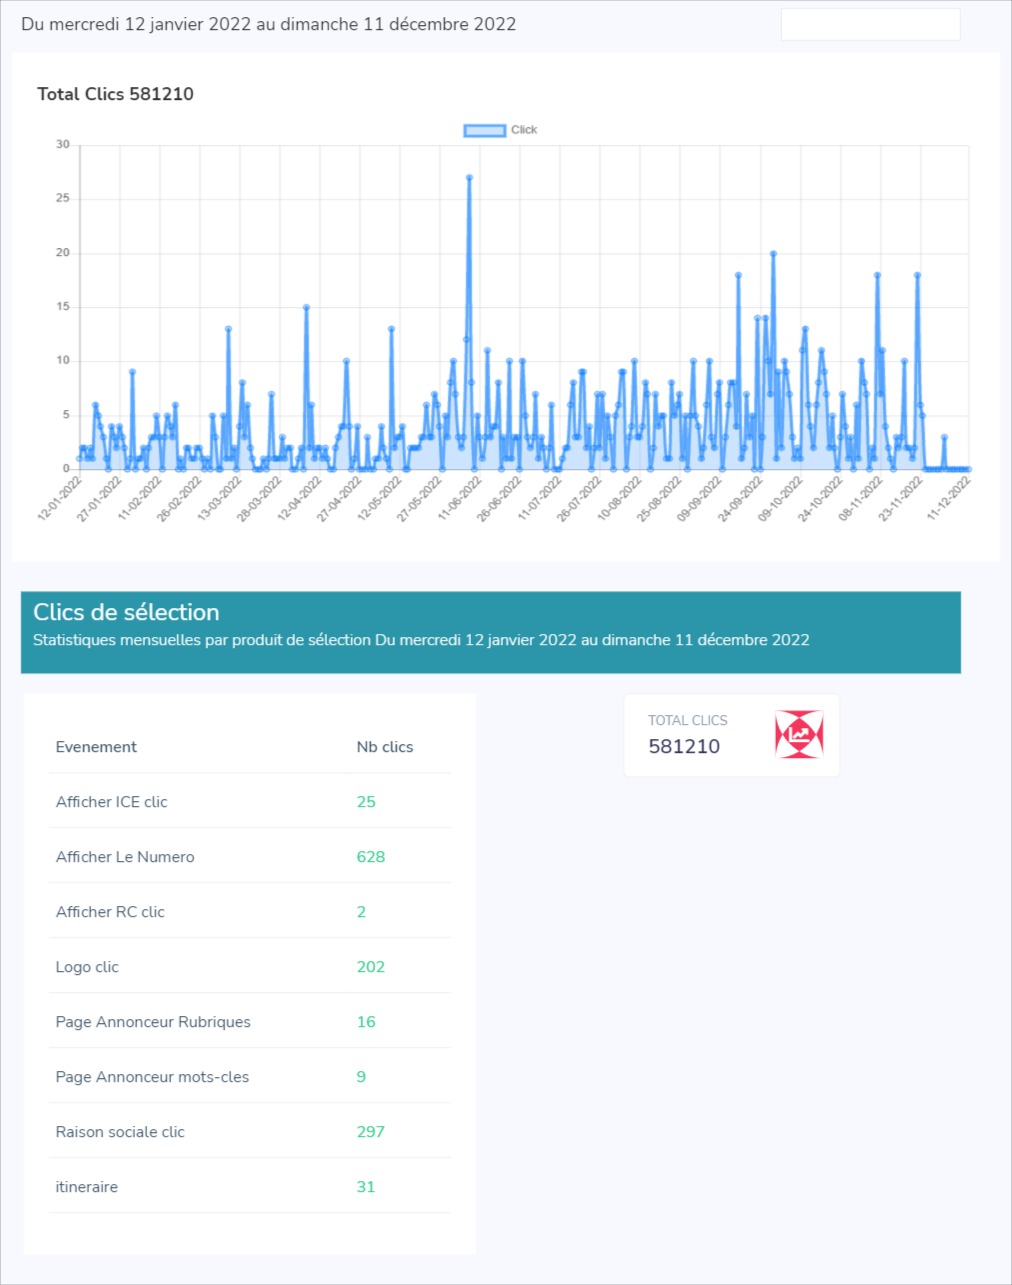 Du mercredi 12 janvier 2022 au dimanche 11 décembre 2022
Total Clics 581210
Click
30
25
20
15
10
5
0
12-01-2022
27-01-2022
11-02-2022
26-02-2022
13-03-2022
28-03-2022
12-04-2022
27-04-2022
12-05-2022
27-05-2022
11-06-2022
26-06-2022
11-07-2022
26-07-2022
10-08-2022
25-08-2022
09-09-2022
24-09-2022
09-10-2022
24-10-2022
08-11-2022
23-11-2022
11-12-2022
Clics de sélection
Statistiques mensuelles par produit de sélection Du mercredi 12 janvier 2022 au dimanche 11 décembre 2022
TOTAL CLICS
581210
Evenement Nb clics
Afficher ICE clic 25
Afficher Le Numero 628
Afficher RC clic 2
Logo clic 202
Page Annonceur Rubriques 16
Page Annonceur mots-cles 9
Raison sociale clic 297
itineraire 31